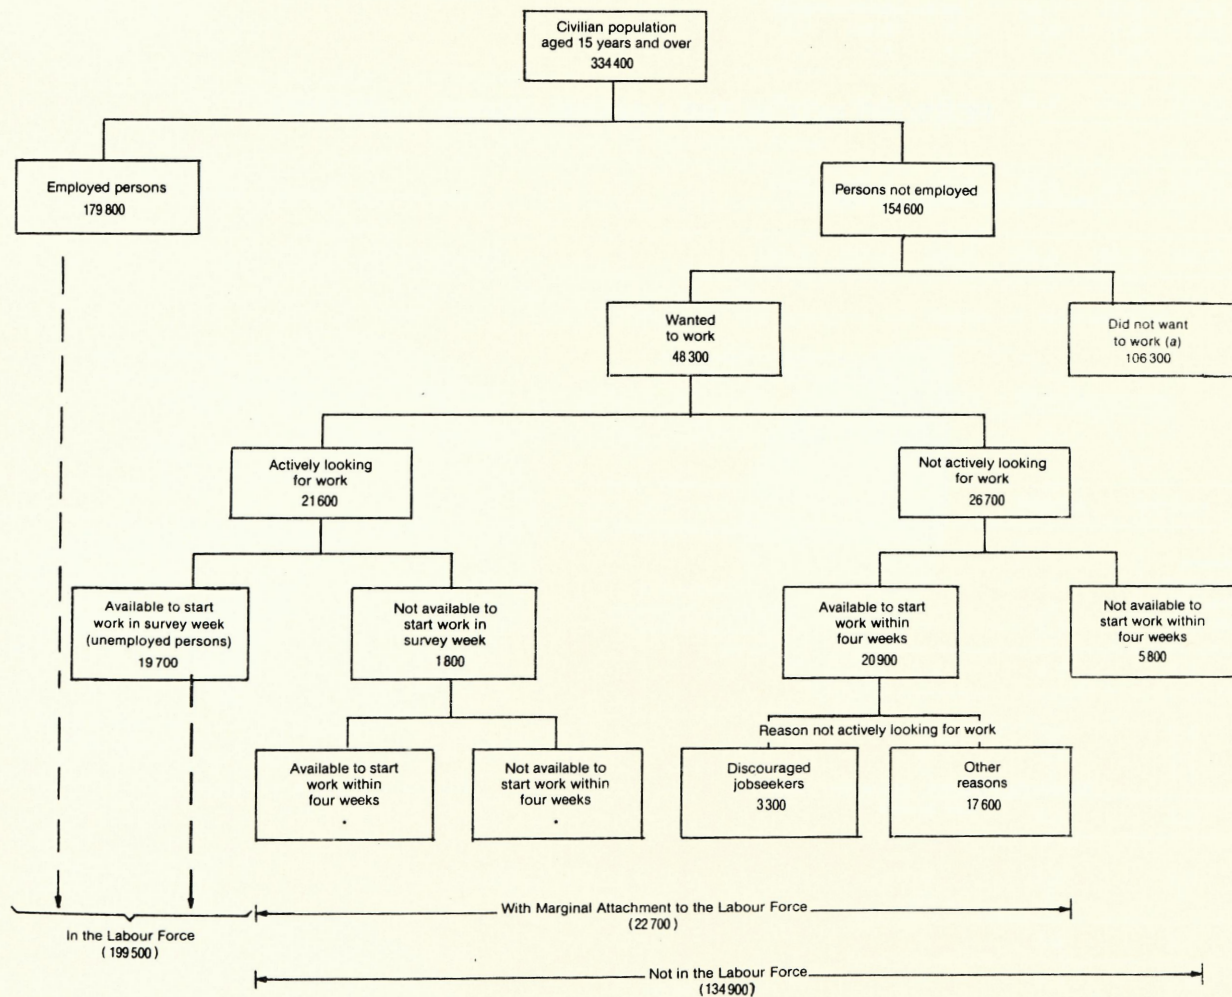 Civilian population
aged 15 years and over
334 400
Employed persons
179 800
Persons not employed
154 600
Wanted
to work
48 300
Did not want
to work (a)
106 300
Actively looking
for work
21 600
Not actively looking
for work
26 700
Available to start
work in survey week
(unemployed persons)
19 700
Not available to
start work in
survey week
1 800
Available to start
work within
four weeks
20 900
Not available to
start work within
four weeks
5 800
Reason not actively looking for work
Available to start
work within
four weeks
*
Not available to
start work within
four weeks
*
Discouraged
jobseekers
3 300
Other
reasons
17 600
With Marginal Attachment to the Labour Force
(22 700)
In the Labour Force
(199 500)
Not in the Labour Force
(134 900)